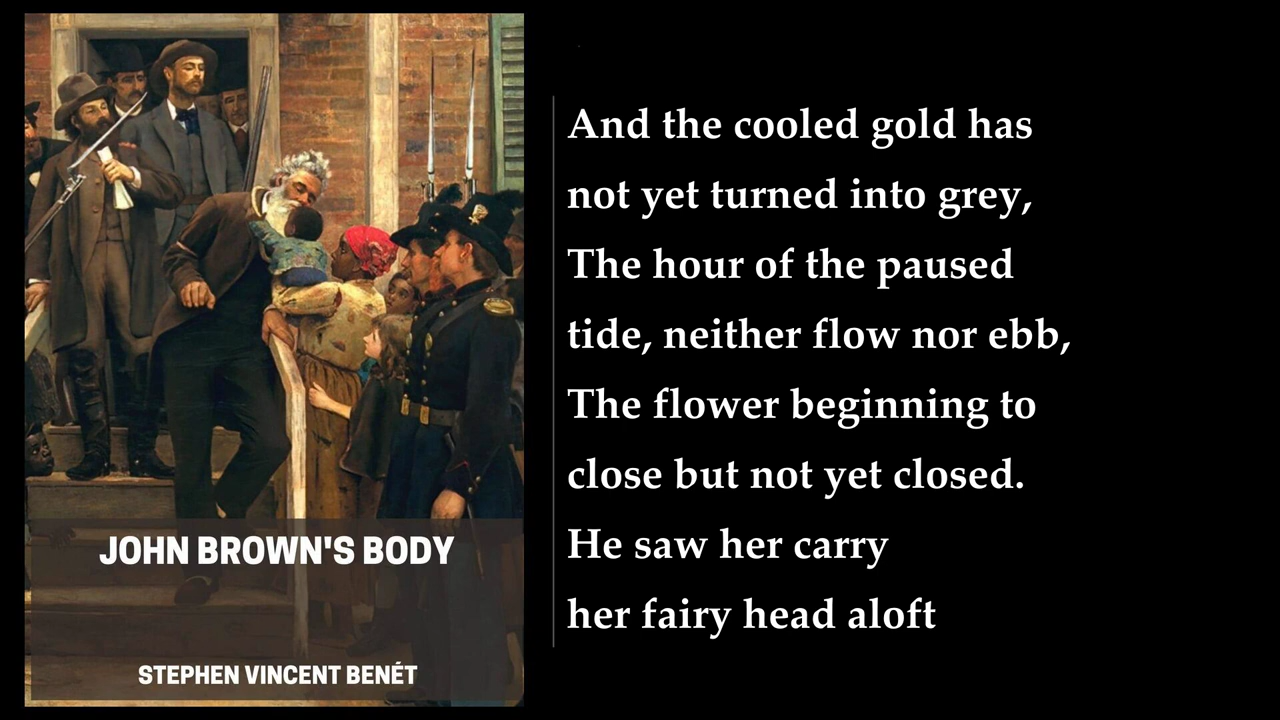 JOHN BROWN'S BODY
STEPHEN VINCENT BENÉT
And the cooled gold has
not yet turned into grey,
The hour of the paused
tide, neither flow nor ebb,
The flower beginning to
close but not yet closed.
He saw her carry
her fairy head aloft